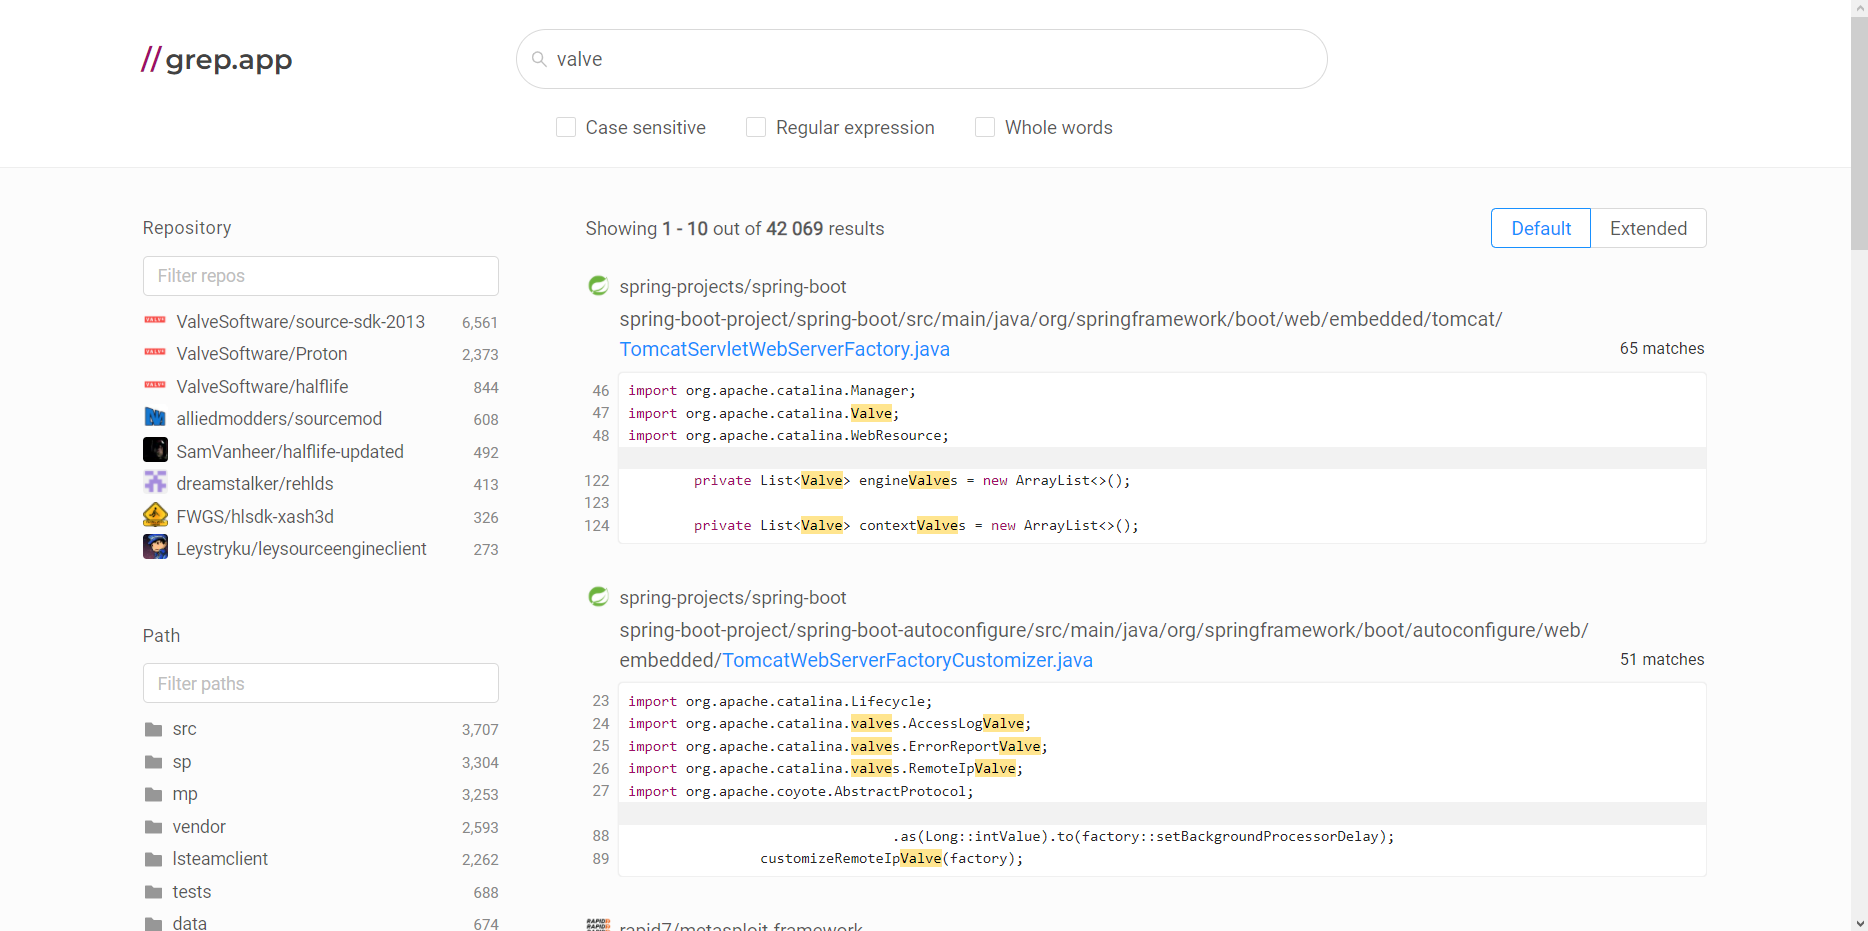 //grep.app
valve
Case sensitive
Regular expression
Whole words
Repository
Filter repos
ValveSoftware/source-sdk-2013 6,561
ValveSoftware/Proton 2,373
ValveSoftware/halflife 844
alliedmodders/sourcemod 608
SamVanheer/halflife-updated 492
dreamstalker/rehlds 413
FWGS/hlsdk-xash3d 326
Leystryku/leysourceengineclient 273
Path
Filter paths
src 3,707
sp 3,304
mp 3,253
vendor 2,593
lsteamclient 2,262
tests 688
data 674
Showing 1 - 10 out of 42 069 results
Default
Extended
spring-projects/spring-boot
spring-boot-project/spring-boot/src/main/java/org/springframework/boot/web/embedded/tomcat/
TomcatServletWebServerFactory.java
65 matches
46 import org.apache.catalina.Manager;
47 import org.apache.catalina.Valve;
48 import org.apache.catalina.WebResource;
122 private List<Valve> engineValves = new ArrayList<>();
123
124 private List<Valve> contextValves = new ArrayList<>();
spring-projects/spring-boot
spring-boot-project/spring-boot-autoconfigure/src/main/java/org/springframework/boot/autoconfigure/web/
embedded/TomcatWebServerFactoryCustomizer.java
51 matches
23 import org.apache.catalina.Lifecycle;
24 import org.apache.catalina.valves.AccessLogValve;
25 import org.apache.catalina.valves.ErrorReportValve;
26 import org.apache.catalina.valves.RemoteIpValve;
27 import org.apache.coyote.AbstractProtocol;
88 .as(Long::intValue).to(factory::setBackgroundProcessorDelay);
89 customizeRemoteIpValve(factory);
rapid7/metasploit-framework